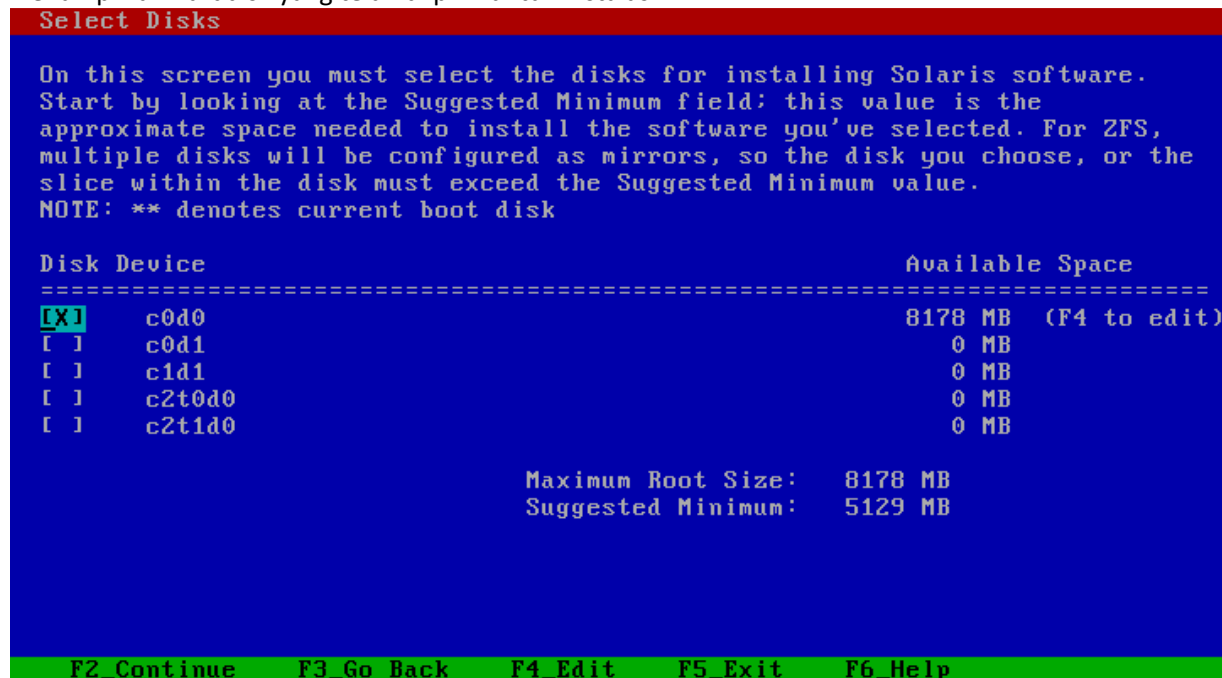 Select Disks
On this screen you must select the disks for installing Solaris software.
Start by looking at the Suggested Minimum field; this value is the
approximate space needed to install the software you've selected. For ZFS,
multiple disks will be configured as mirrors, so the disk you choose, or the
slice within the disk must exceed the Suggested Minimum value.
NOTE: ** denotes current boot disk
Disk Device Available Space
=============================================================================
[X] c0d0 8178 MB (F4 to edit)
[ ] c0d1 0 MB
[ ] c1d1 0 MB
[ ] c2t0d0 0 MB
[ ] c2t1d0 0 MB
Maximum Root Size: 8178 MB
Suggested Minimum: 5129 MB
F2_Continue F3_Go Back F4_Edit F5_Exit F6_Help